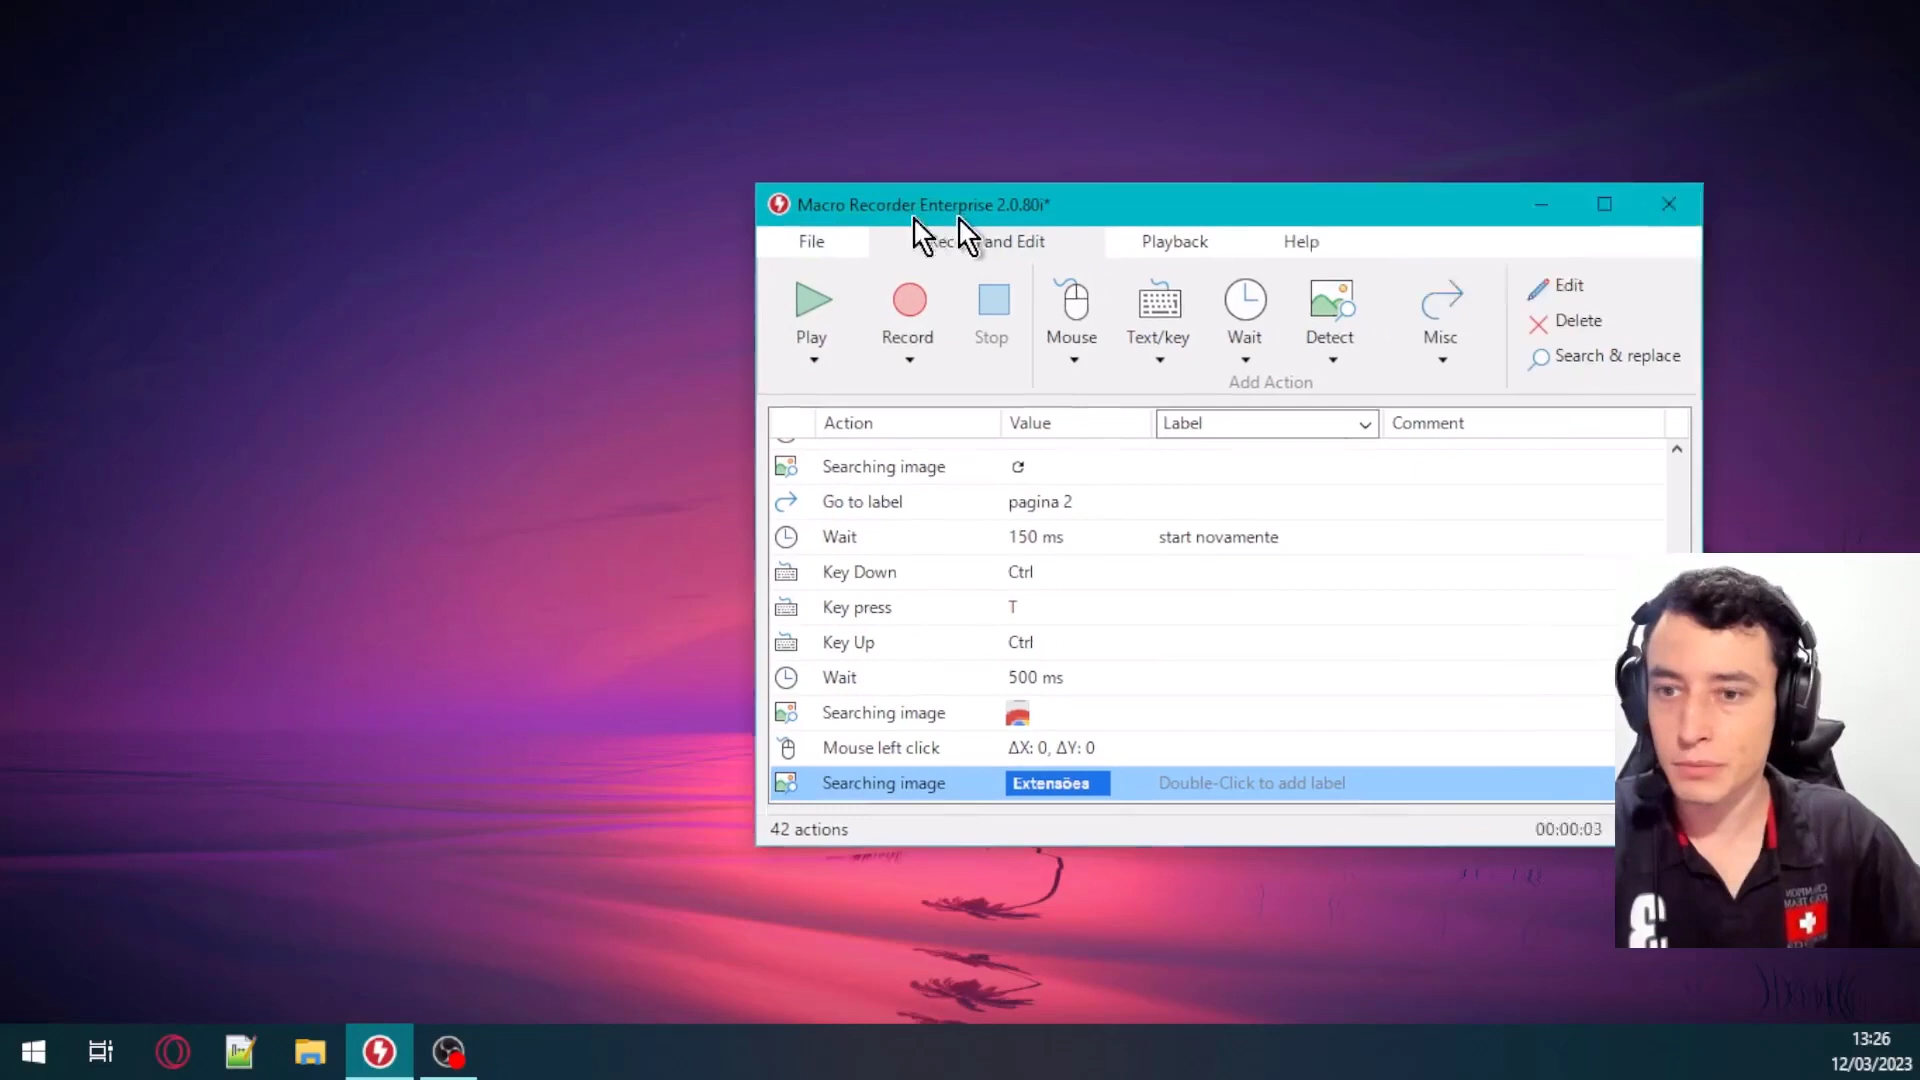 Macro Recorder Enterprise 2.0.80i*
File
and Edit
Playback
Help
Play
Record
Stop
Mouse
Text/key
Wait
Detect
Misc
Edit
Delete
Search & replace
Add Action
Action Value Label Comment
Searching image
Go to label pagina 2
Wait 150 ms start novamente
Key Down Ctrl
Key press T
Key Up Ctrl
Wait 500 ms
Searching image
Mouse left click ΔX: 0, ΔY: 0
Searching image Extensões Double-Click to add label
42 actions 00:00:03
CHAMPION
13:26
12/03/2023